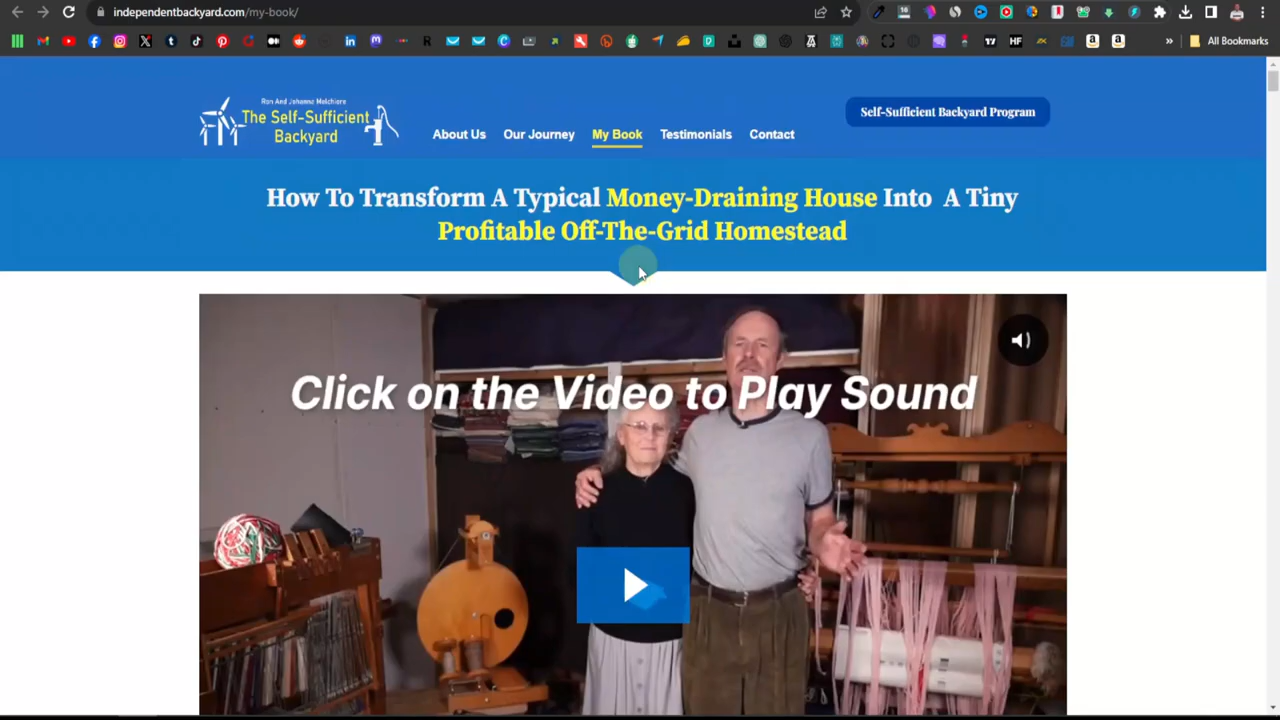 independentbackyard.com/my-book/
All Bookmarks
Ron And Johanna Melchiore
The Self-Sufficient
Backyard
About Us
Our Journey
My Book
Testimonials
Contact
Self-Sufficient Backyard Program
How To Transform A Typical Money-Draining House Into A Tiny
Profitable Off-The-Grid Homestead
Click on the Video to Play Sound